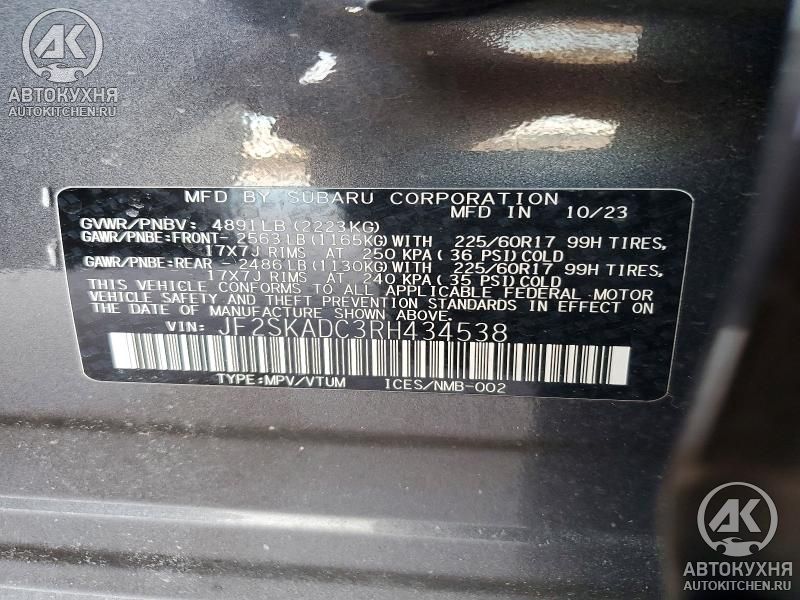 АК
АВТОКУХНЯ
AUTOKITCHEN.RU
MFD BY SUBARU CORPORATION
MFD IN 10/23
GVWR/PNBV: 4891LB(2223KG)
GAWR/PNBE:FRONT- 2563LB(1165KG)WITH 225/60R17 99H TIRES,
17X7J RIMS AT 250 KPA(36 PSI)COLD
GAWR/PNBE:REAR -2486LB(1130KG)WITH 225/60R17 99H TIRES,
17X7J RIMS AT 240 KPA(35 PSI)COLD
THIS VEHICLE CONFORMS TO ALL APPLICABLE FEDERAL MOTOR
VEHICLE SAFETY AND THEFT PREVENTION STANDARDS IN EFFECT ON
THE DATE OF MANUFACTURE SHOWN ABOVE.
VIN: JF2SKADC3RH434538
TYPE:MPV/VTUM ICES/NMB-002
АК
АВТОКУХНЯ
AUTOKITCHEN.RU